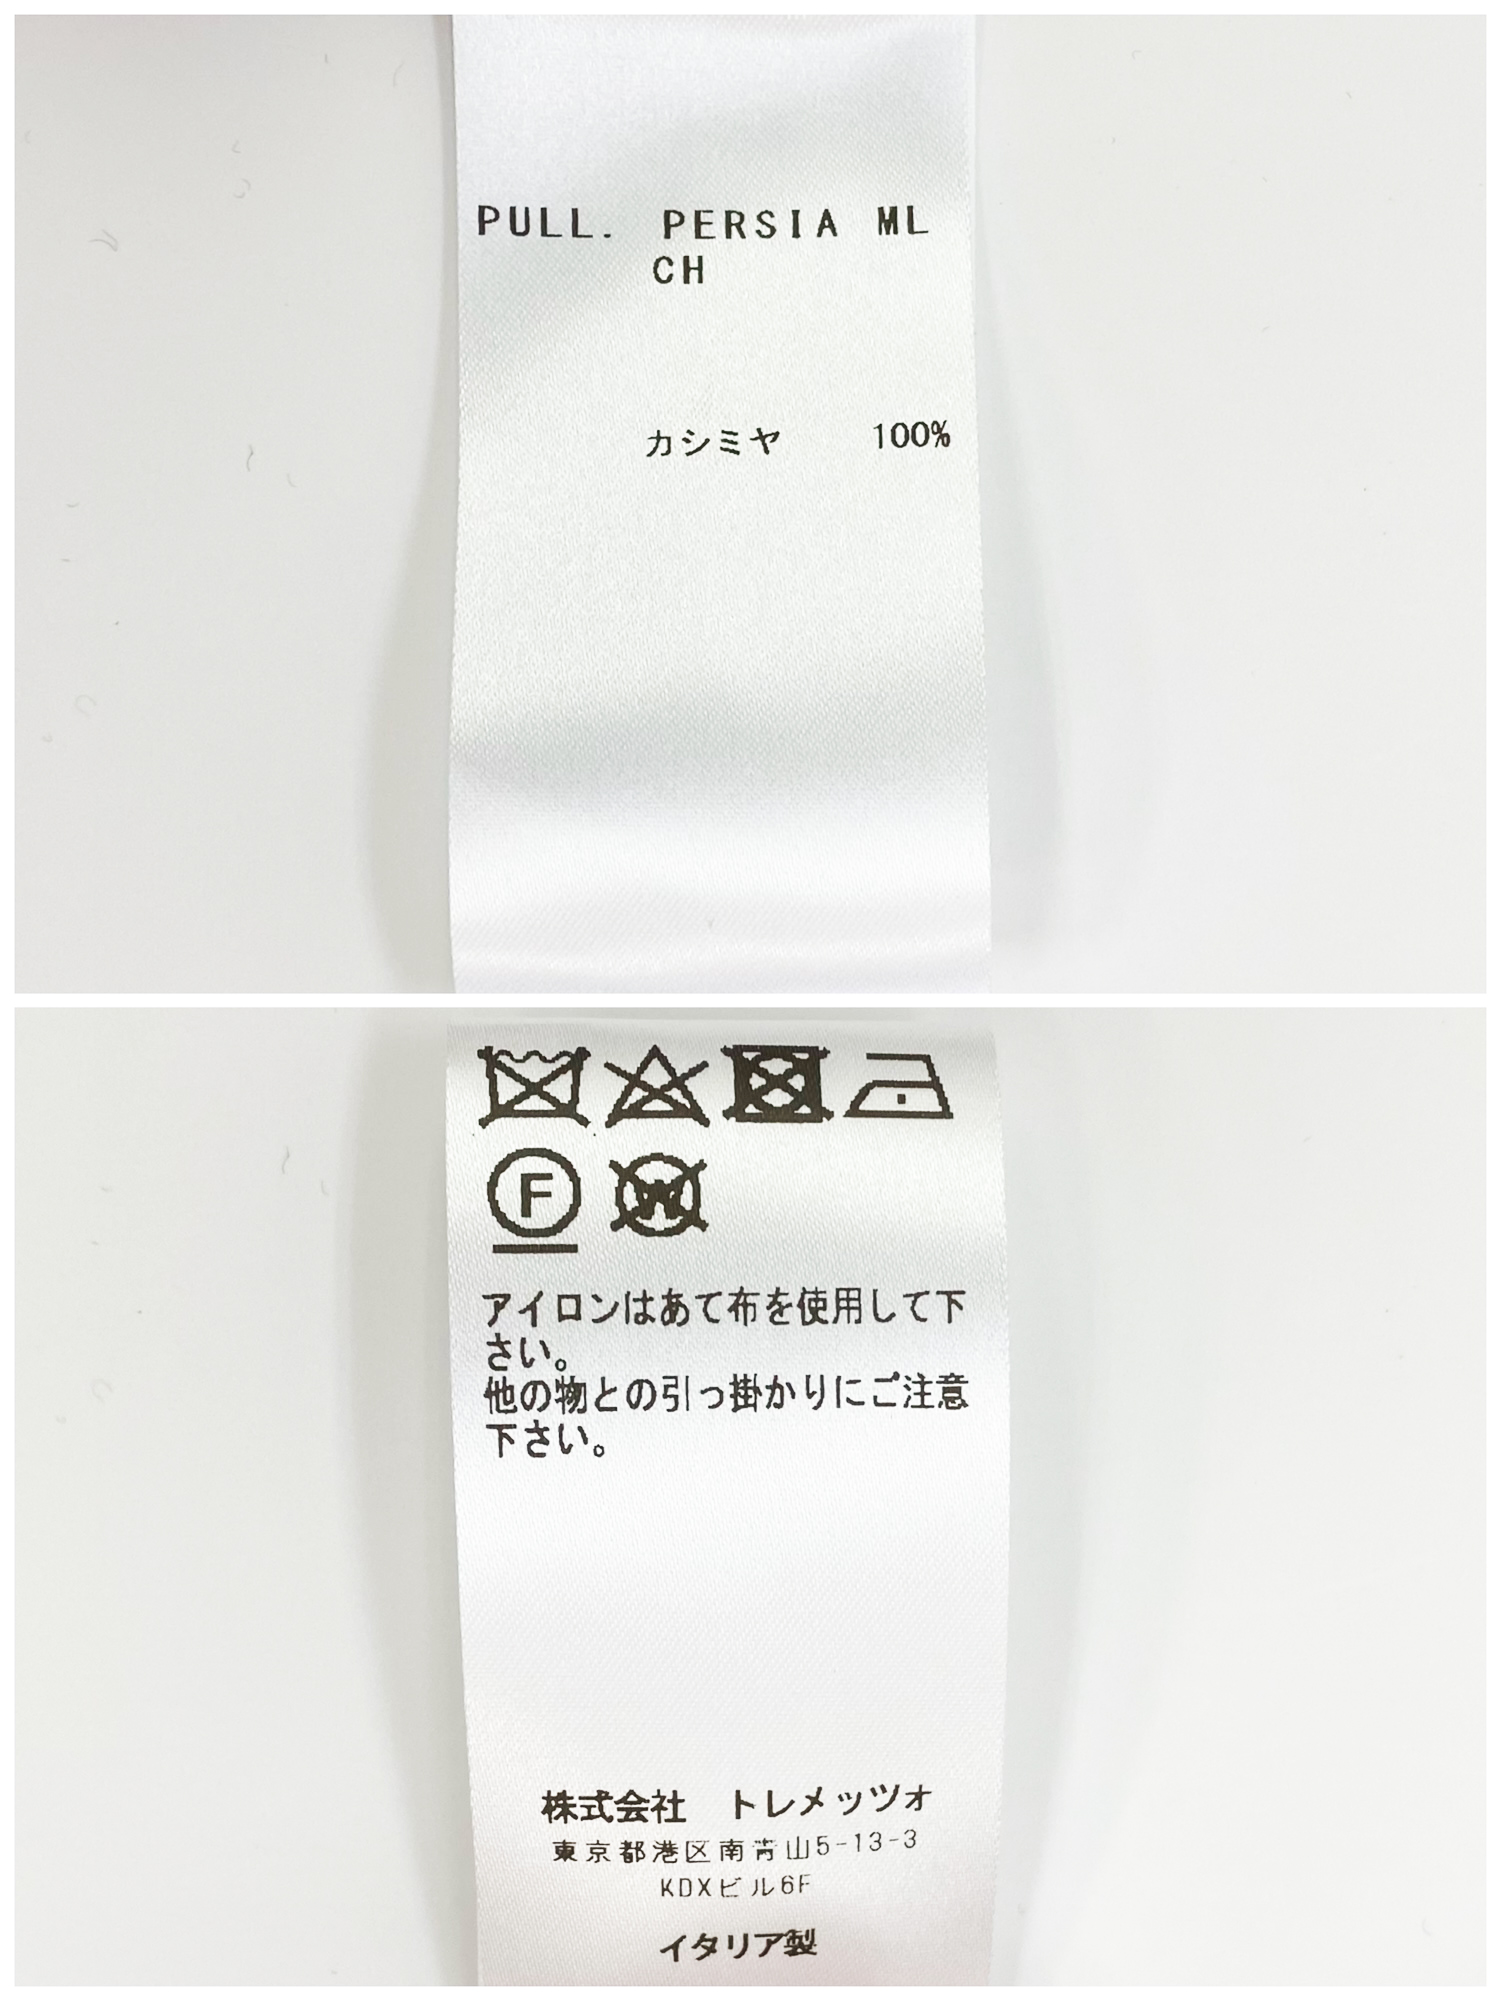 PULL. PERSIA ML
CH
カシミヤ 100%
F
W
アイロンはあて布を使用して下
さい。
他の物との引っ掛かりにご注意
下さい。
株式会社 トレメッツォ
東京都港区南青山5-13-3
KDXビル6F
イタリア製